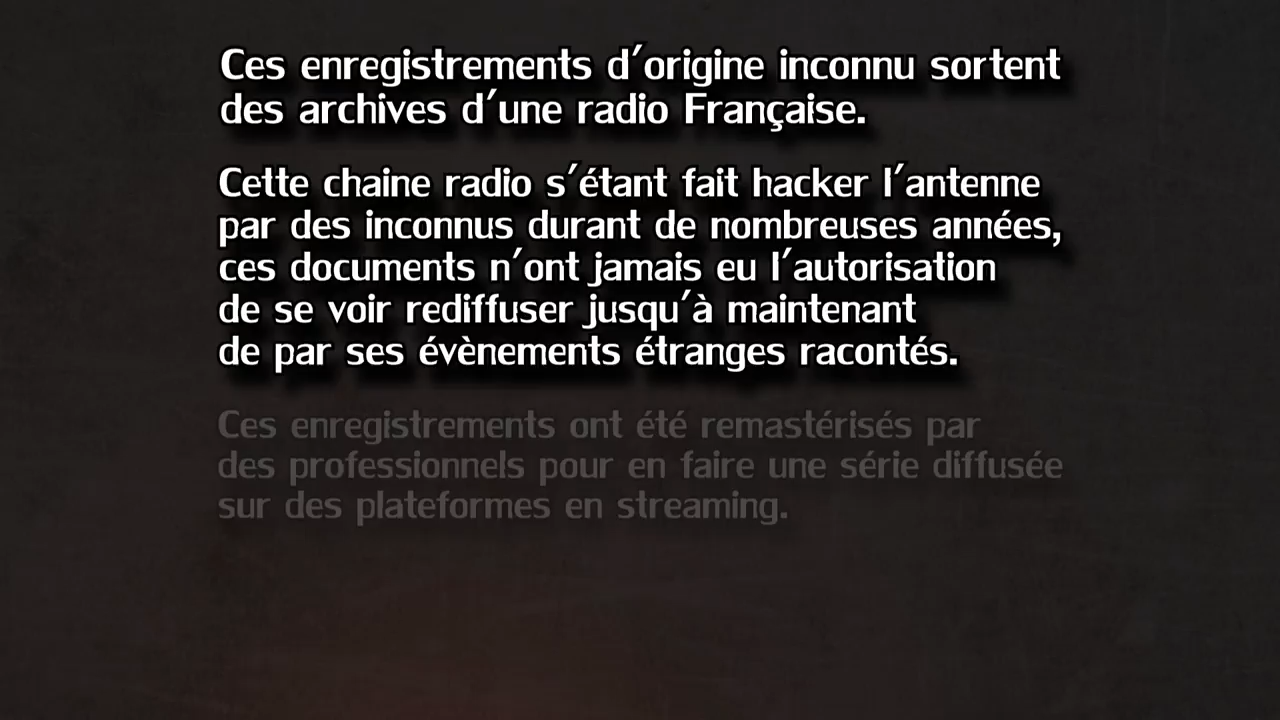 Ces enregistrements d'origine inconnu sortent
des archives d'une radio Française.
Cette chaine radio s'étant fait hacker l'antenne
par des inconnus durant de nombreuses années,
ces documents n'ont jamais eu l'autorisation
de se voir rediffuser jusqu'à maintenant
de par ses évènements étranges racontés.
Ces enregistrements ont été remastérisés par
des professionnels pour en faire une série diffusée
sur des plateformes en streaming.